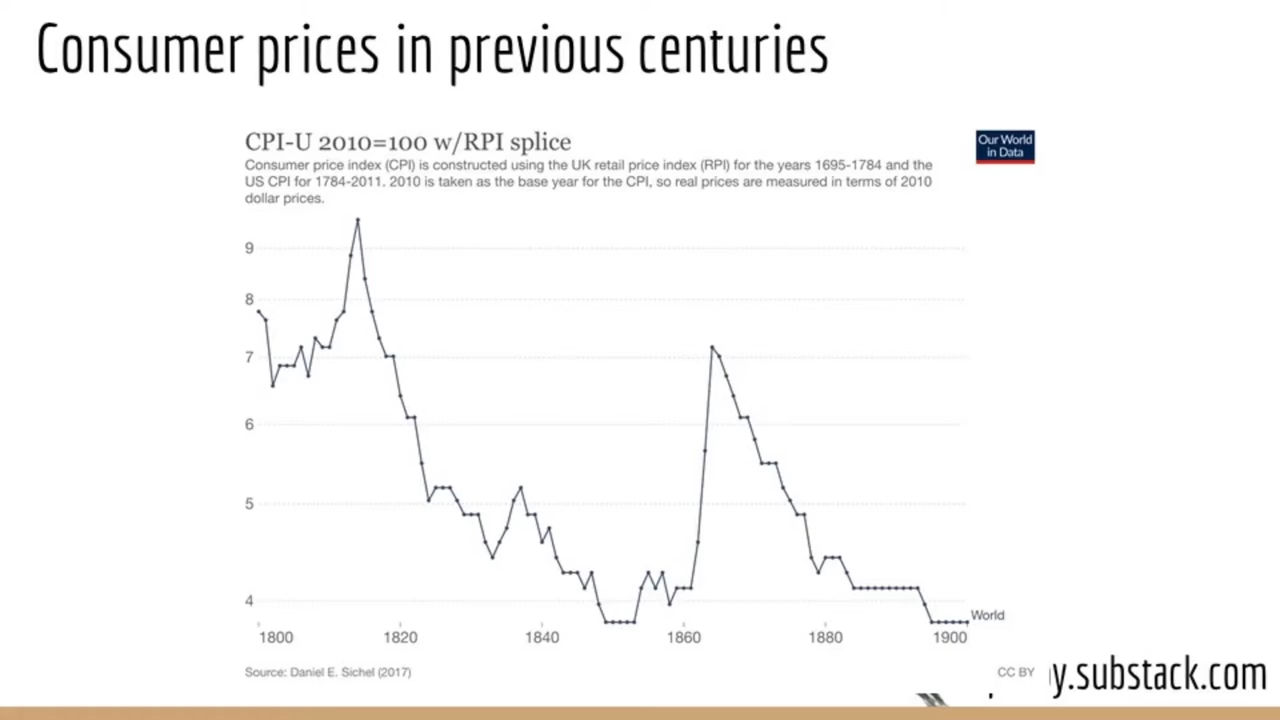 Consumer prices in previous centuries
CPI-U 2010=100 w/RPI splice
Our World
in Data
Consumer price index (CPI) is constructed using the UK retail price index (RPI) for the years 1695-1784 and the
US CPI for 1784-2011. 2010 is taken as the base year for the CPI, so real prices are measured in terms of 2010
dollar prices.
9
8
7
6
5
4
World
1800 1820 1840 1860 1880 1900
Source: Daniel E. Sichel (2017) CC BY
y.substack.com